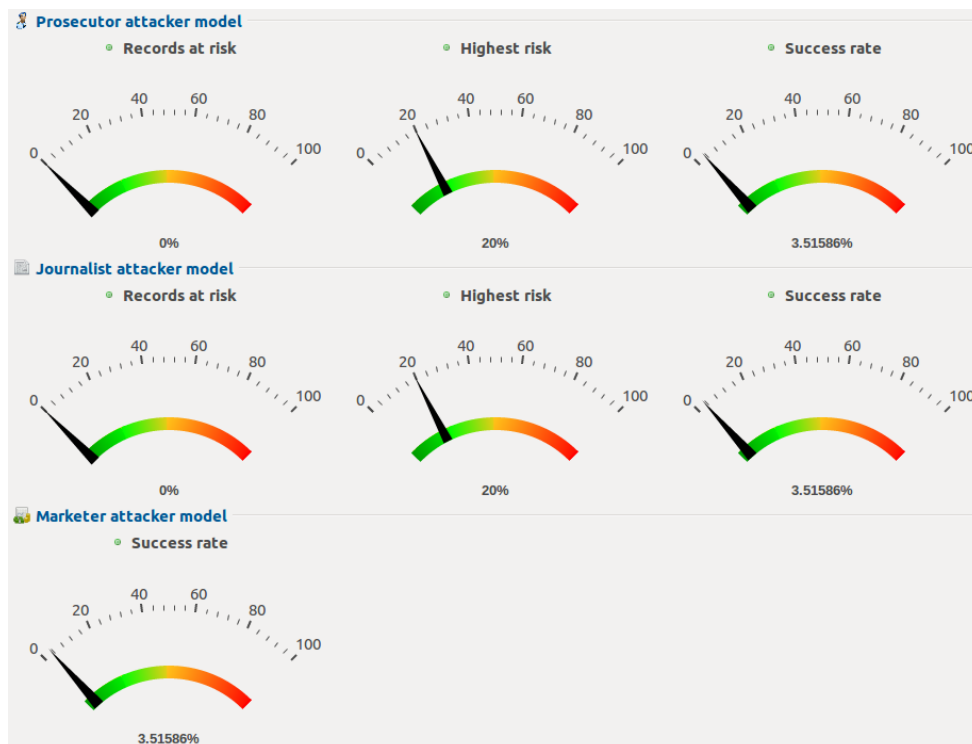 Prosecutor attacker model
Records at risk
Highest risk
Success rate
0 20 40 60 80 100
0 20 40 60 80 100
0 20 40 60 80 100
0%
20%
3.51586%
Journalist attacker model
Records at risk
Highest risk
Success rate
0 20 40 60 80 100
0 20 40 60 80 100
0 20 40 60 80 100
0%
20%
3.51586%
Marketer attacker model
Success rate
0 20 40 60 80 100
3.51586%